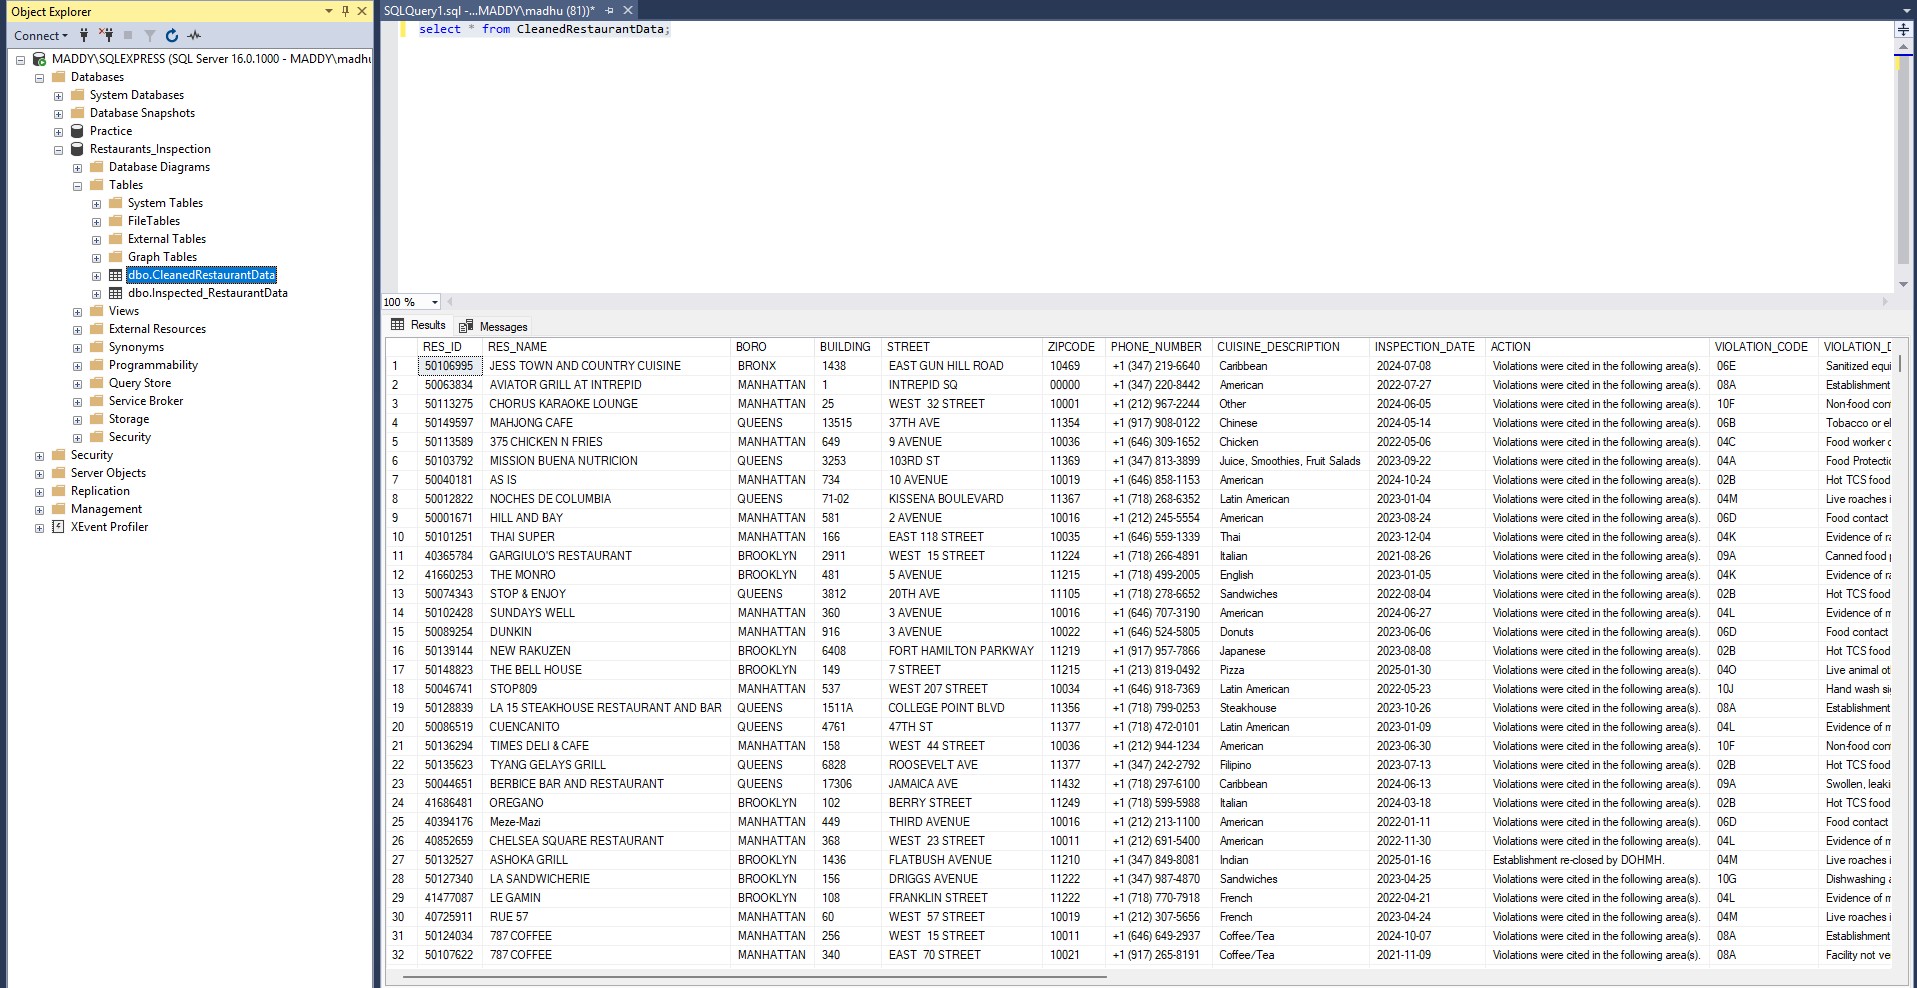 Object Explorer
Connect
MADDY\SQLEXPRESS (SQL Server 16.0.1000 - MADDY\madhu
Databases
System Databases
Database Snapshots
Practice
Restaurants_Inspection
Database Diagrams
Tables
System Tables
FileTables
External Tables
Graph Tables
dbo.CleanedRestaurantData
dbo.Inspected_RestaurantData
Views
External Resources
Synonyms
Programmability
Query Store
Service Broker
Storage
Security
Security
Server Objects
Replication
Management
XEvent Profiler
SQLQuery1.sql -...MADDY\madhu (81))*
select * from CleanedRestaurantData;
100 %
Results Messages
RES_ID RES_NAME BORO BUILDING STREET ZIPCODE PHONE_NUMBER CUISINE_DESCRIPTION INSPECTION_DATE ACTION VIOLATION_CODE VIOLATION_D
1 50106995 JESS TOWN AND COUNTRY CUISINE BRONX 1438 EAST GUN HILL ROAD 10469 +1 (347) 219-6640 Caribbean 2024-07-08 Violations were cited in the following area(s). 06E Sanitized equi
2 50063834 AVIATOR GRILL AT INTREPID MANHATTAN 1 INTREPID SQ 00000 +1 (347) 220-8442 American 2022-07-27 Violations were cited in the following area(s). 08A Establishment
3 50113275 CHORUS KARAOKE LOUNGE MANHATTAN 25 WEST 32 STREET 10001 +1 (212) 967-2244 Other 2024-06-05 Violations were cited in the following area(s). 10F Non-food con
4 50149597 MAHJONG CAFE QUEENS 13515 37TH AVE 11354 +1 (917) 908-0122 Chinese 2024-05-14 Violations were cited in the following area(s). 06B Tobacco or el
5 50113589 375 CHICKEN N FRIES MANHATTAN 649 9 AVENUE 10036 +1 (646) 309-1652 Chicken 2022-05-06 Violations were cited in the following area(s). 04C Food worker
6 50103792 MISSION BUENA NUTRICION QUEENS 3253 103RD ST 11369 +1 (347) 813-3899 Juice, Smoothies, Fruit Salads 2023-09-22 Violations were cited in the following area(s). 04A Food Protectic
7 50040181 AS IS MANHATTAN 734 10 AVENUE 10019 +1 (646) 858-1153 American 2024-10-24 Violations were cited in the following area(s). 02B Hot TCS food
8 50012822 NOCHES DE COLUMBIA QUEENS 71-02 KISSENA BOULEVARD 11367 +1 (718) 268-6352 Latin American 2023-01-04 Violations were cited in the following area(s). 04M Live roaches i
9 50001671 HILL AND BAY MANHATTAN 581 2 AVENUE 10016 +1 (212) 245-5554 American 2023-08-24 Violations were cited in the following area(s). 06D Food contact
10 50101251 THAI SUPER MANHATTAN 166 EAST 118 STREET 10035 +1 (646) 559-1339 Thai 2023-12-04 Violations were cited in the following area(s). 04K Evidence of ra
11 40365784 GARGIULO'S RESTAURANT BROOKLYN 2911 WEST 15 STREET 11224 +1 (718) 266-4891 Italian 2021-08-26 Violations were cited in the following area(s). 09A Canned food
12 41660253 THE MONRO BROOKLYN 481 5 AVENUE 11215 +1 (718) 499-2005 English 2023-01-05 Violations were cited in the following area(s). 04K Evidence of ra
13 50074343 STOP & ENJOY QUEENS 3812 20TH AVE 11105 +1 (718) 278-6652 Sandwiches 2022-08-04 Violations were cited in the following area(s). 02B Hot TCS food
14 50102428 SUNDAYS WELL MANHATTAN 360 3 AVENUE 10016 +1 (646) 707-3190 American 2024-06-27 Violations were cited in the following area(s). 04L Evidence of m
15 50089254 DUNKIN MANHATTAN 916 3 AVENUE 10022 +1 (646) 524-5805 Donuts 2023-06-06 Violations were cited in the following area(s). 06D Food contact
16 50139144 NEW RAKUZEN BROOKLYN 6408 FORT HAMILTON PARKWAY 11219 +1 (917) 957-7866 Japanese 2023-08-08 Violations were cited in the following area(s). 02B Hot TCS food
17 50148823 THE BELL HOUSE BROOKLYN 149 7 STREET 11215 +1 (213) 819-0492 Pizza 2025-01-30 Violations were cited in the following area(s). 04O Live animal ot
18 50046741 STOP809 MANHATTAN 537 WEST 207 STREET 10034 +1 (646) 918-7369 Latin American 2022-05-23 Violations were cited in the following area(s). 10J Hand wash si
19 50128839 LA 15 STEAKHOUSE RESTAURANT AND BAR QUEENS 1511A COLLEGE POINT BLVD 11356 +1 (718) 799-0253 Steakhouse 2023-10-26 Violations were cited in the following area(s). 08A Establishment
20 50086519 CUENCANITO QUEENS 4761 47TH ST 11377 +1 (718) 472-0101 Latin American 2023-01-09 Violations were cited in the following area(s). 04L Evidence of m
21 50136294 TIMES DELI & CAFE MANHATTAN 158 WEST 44 STREET 10036 +1 (212) 944-1234 American 2023-06-30 Violations were cited in the following area(s). 10F Non-food con
22 50135623 TYANG GELAYS GRILL QUEENS 6828 ROOSEVELT AVE 11377 +1 (347) 242-2792 Filipino 2023-07-13 Violations were cited in the following area(s). 02B Hot TCS food
23 50044651 BERBICE BAR AND RESTAURANT QUEENS 17306 JAMAICA AVE 11432 +1 (718) 297-6100 Caribbean 2024-06-13 Violations were cited in the following area(s). 09A Swollen, leaki
24 41686481 OREGANO BROOKLYN 102 BERRY STREET 11249 +1 (718) 599-5988 Italian 2024-03-18 Violations were cited in the following area(s). 02B Hot TCS food
25 40394176 Meze-Mazi MANHATTAN 449 THIRD AVENUE 10016 +1 (212) 213-1100 American 2022-01-11 Violations were cited in the following area(s). 06D Food contact
26 40852659 CHELSEA SQUARE RESTAURANT MANHATTAN 368 WEST 23 STREET 10011 +1 (212) 691-5400 American 2022-11-30 Violations were cited in the following area(s). 04L Evidence of m
27 50132527 ASHOKA GRILL BROOKLYN 1436 FLATBUSH AVENUE 11210 +1 (347) 849-8081 Indian 2025-01-16 Establishment re-closed by DOHMH. 04M Live roaches i
28 50127340 LA SANDWICHERIE BROOKLYN 156 DRIGGS AVENUE 11222 +1 (347) 987-4870 Sandwiches 2023-04-25 Violations were cited in the following area(s). 10G Dishwashing a
29 41477087 LE GAMIN BROOKLYN 108 FRANKLIN STREET 11222 +1 (718) 770-7918 French 2022-04-21 Violations were cited in the following area(s). 04L Evidence of m
30 40725911 RUE 57 MANHATTAN 60 WEST 57 STREET 10019 +1 (212) 307-5656 French 2023-04-24 Violations were cited in the following area(s). 04M Live roaches i
31 50124034 787 COFFEE MANHATTAN 256 WEST 15 STREET 10011 +1 (646) 649-2937 Coffee/Tea 2024-10-07 Violations were cited in the following area(s). 08A Establishment
32 50107622 787 COFFEE MANHATTAN 340 EAST 70 STREET 10021 +1 (917) 265-8191 Coffee/Tea 2021-11-09 Violations were cited in the following area(s). 08A Facility not ve